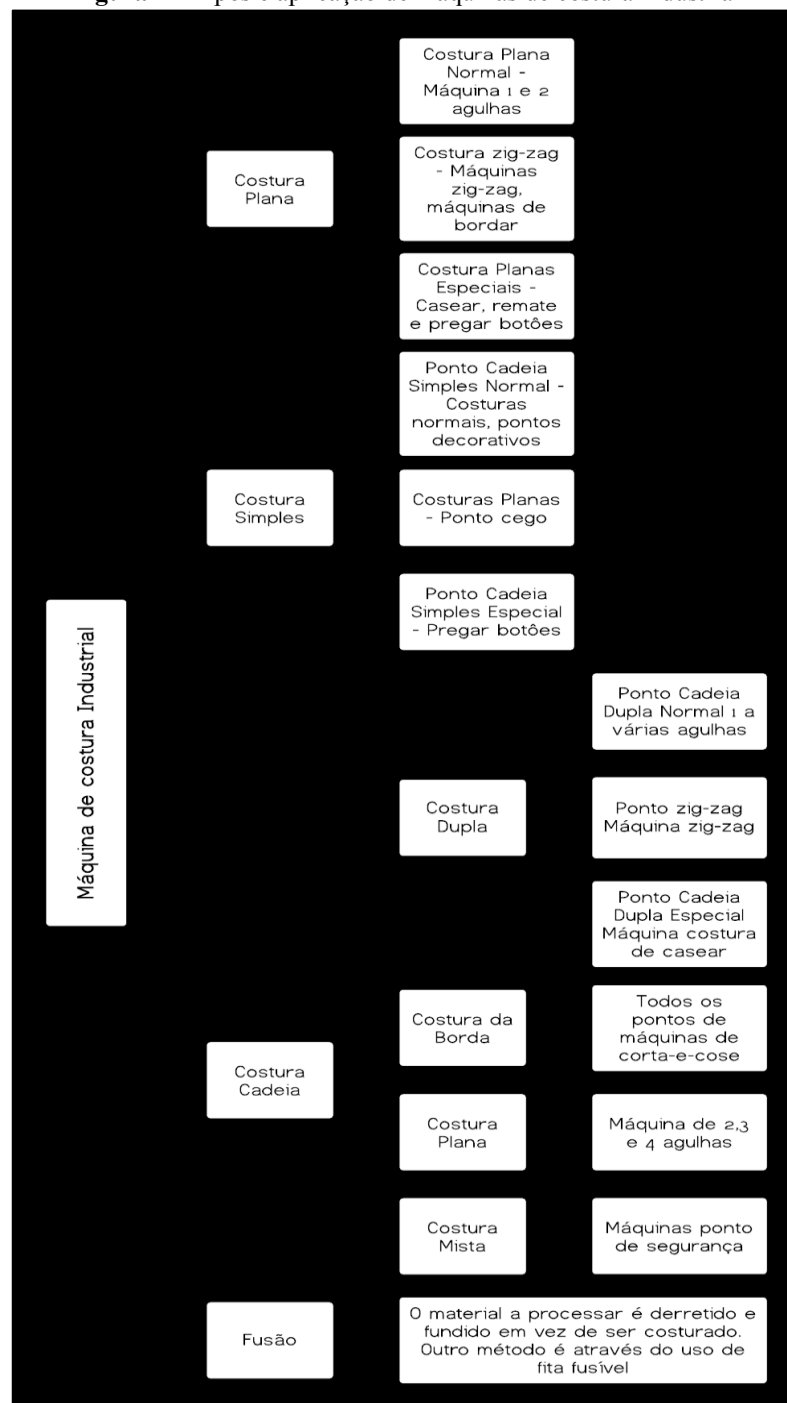 Máquina de costura Industrial
Costura
Plana
Costura Plana
Normal -
Máquina 1 e 2
agulhas
Costura zig-zag
- Máquinas
zig-zag,
máquinas de
bordar
Costura Planas
Especiais -
Casear, remate
e pregar botões
Costura
Simples
Ponto Cadeia
Simples Normal -
Costuras
normais, pontos
decorativos
Costuras Planas
- Ponto cego
Ponto Cadeia
Simples Especial
- Pregar botões
Costura
Cadeia
Costura
Dupla
Ponto Cadeia
Dupla Normal 1 a
várias agulhas
Ponto zig-zag
Máquina zig-zag
Ponto Cadeia
Dupla Especial
Máquina costura
de casear
Costura da
Borda
Todos os
pontos de
máquinas de
corta-e-cose
Costura
Plana
Máquina de 2,3
e 4 agulhas
Costura
Mista
Máquinas ponto
de segurança
Fusão
O material a processar é derretido e
fundido em vez de ser costurado.
Outro método é através do uso de
fita fusível